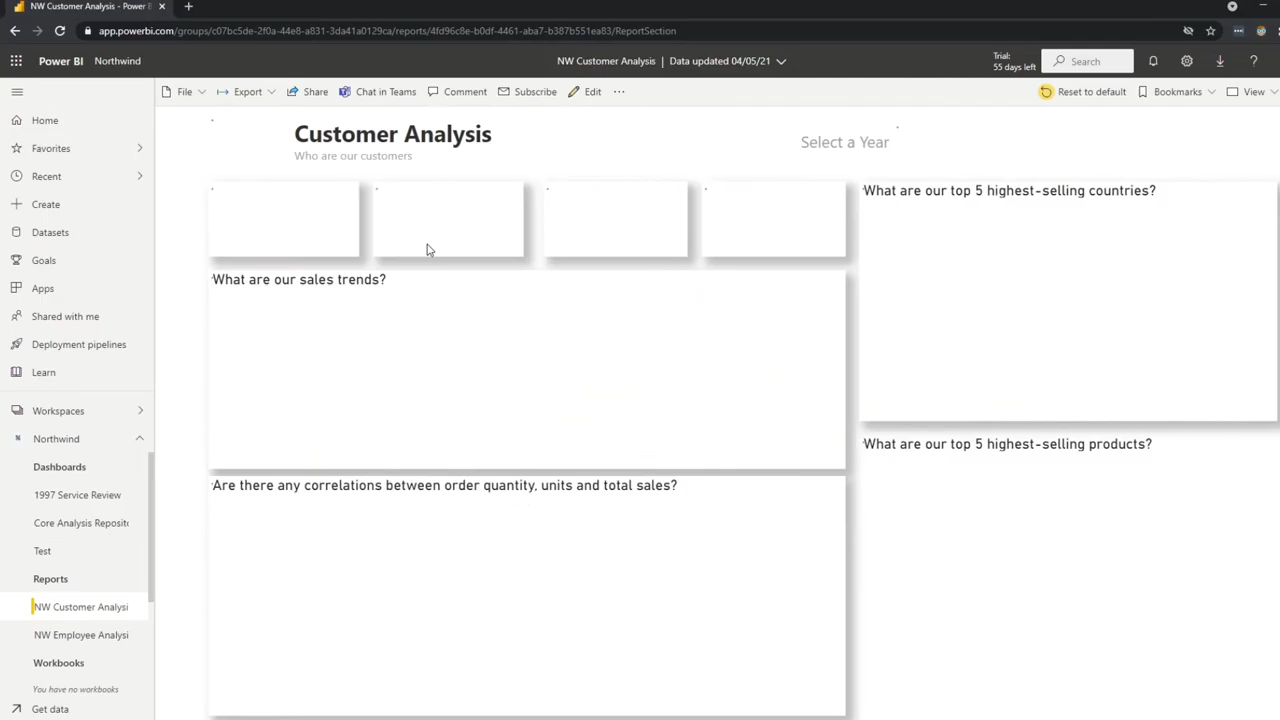 NW Customer Analysis - Power B
app.powerbi.com/groups/c07bc5de-2f0a-44e8-a831-3da41a0129ca/reports/4fd96c8e-b0df-4461-aba7-b387b551ea83/ReportSection
Power BI Northwind
NW Customer Analysis | Data updated 04/05/21
Trial:
55 days left
Search
File Export Share Chat in Teams Comment Subscribe Edit
Reset to default Bookmarks View
Home
Favorites
Recent
Create
Datasets
Goals
Apps
Shared with me
Deployment pipelines
Learn
Workspaces
Northwind
Dashboards
1997 Service Review
Core Analysis Reposito
Test
Reports
NW Customer Analysi
NW Employee Analysi
Workbooks
You have no workbooks
Get data
Customer Analysis
Who are our customers
Select a Year
What are our sales trends?
Are there any correlations between order quantity, units and total sales?
What are our top 5 highest-selling countries?
What are our top 5 highest-selling products?